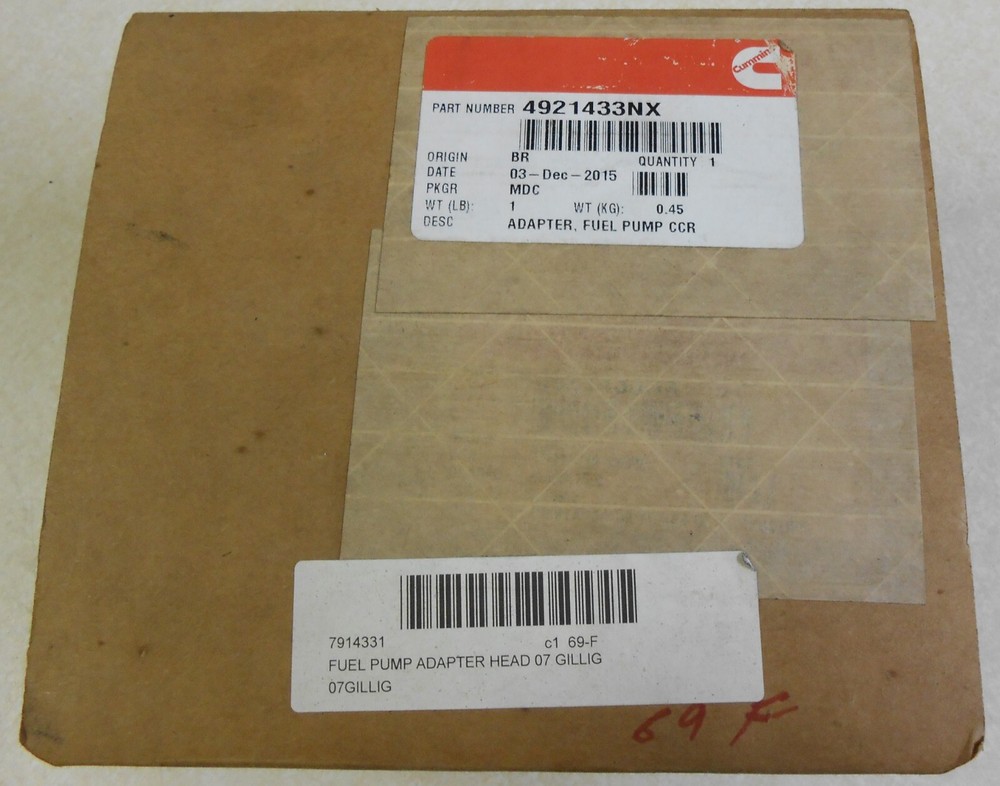 Cummins
PART NUMBER 4921433NX
ORIGIN BR QUANTITY 1
DATE 03-Dec-2015
PKGR MDC
WT (LB): 1 WT (KG): 0.45
DESC ADAPTER, FUEL PUMP CCR
7914331 c1 69-F
FUEL PUMP ADAPTER HEAD 07 GILLIG
07GILLIG
69 F